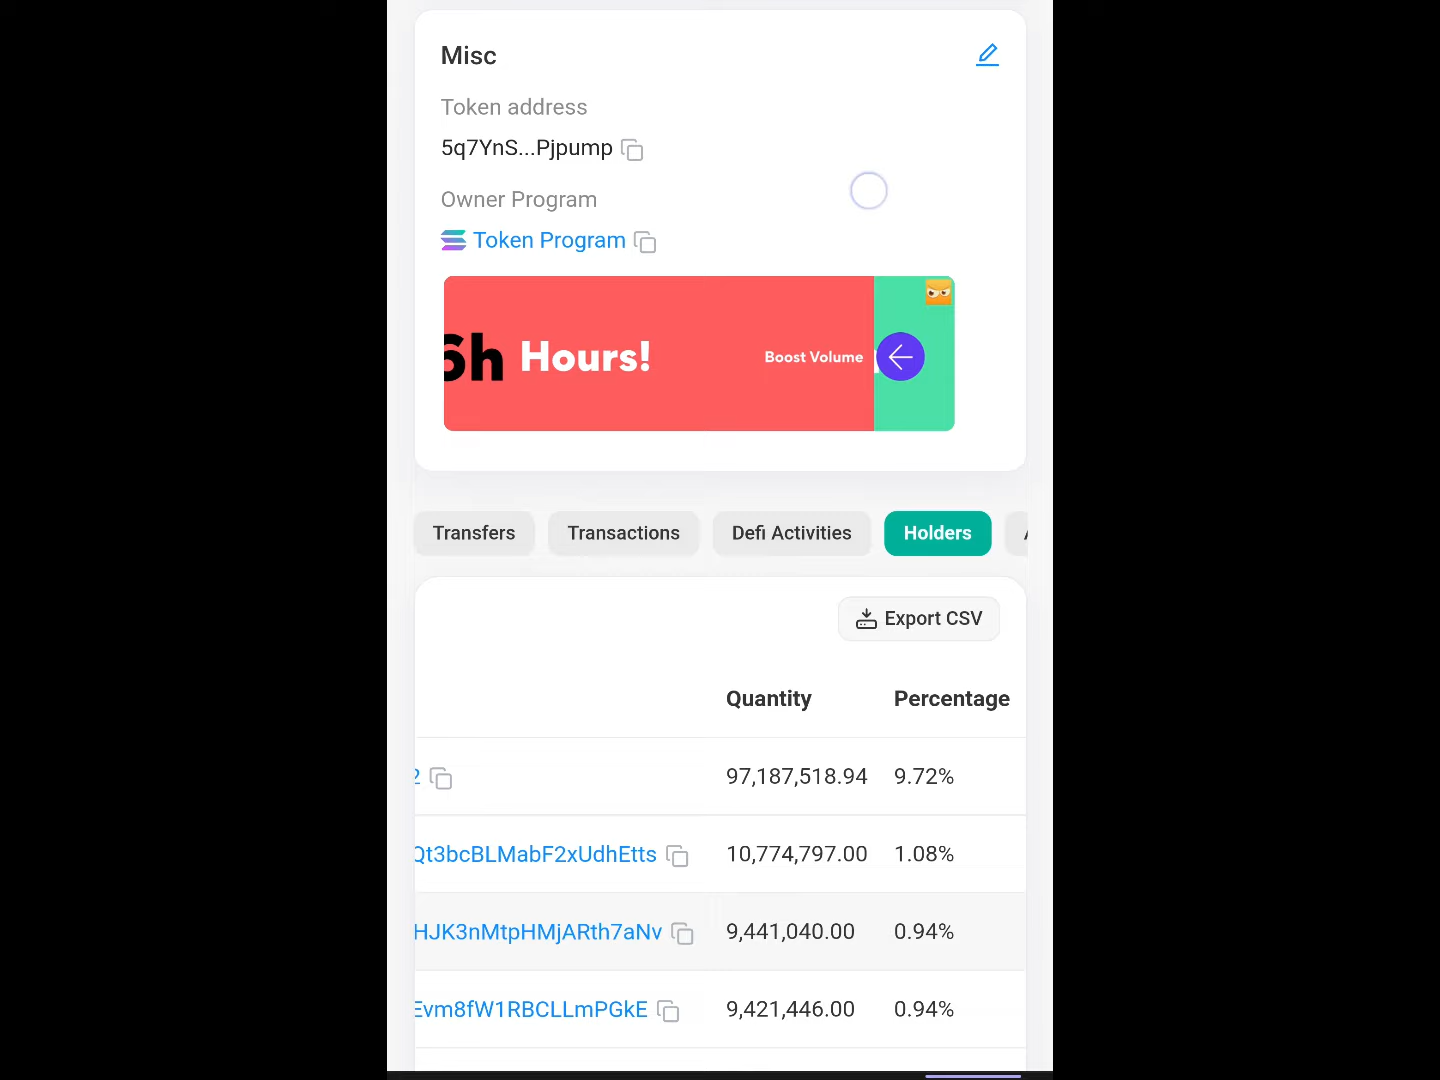 Misc
Token address
5q7YnS...Pjpump
Owner Program
Token Program
6h Hours!
Boost Volume
Transfers Transactions Defi Activities Holders
Export CSV
Quantity Percentage
2 97,187,518.94 9.72%
Qt3bcBLMabF2xUdhEtts 10,774,797.00 1.08%
HJK3nMtpHMjARth7aNv 9,441,040.00 0.94%
Evm8fW1RBCLLmPGkE 9,421,446.00 0.94%